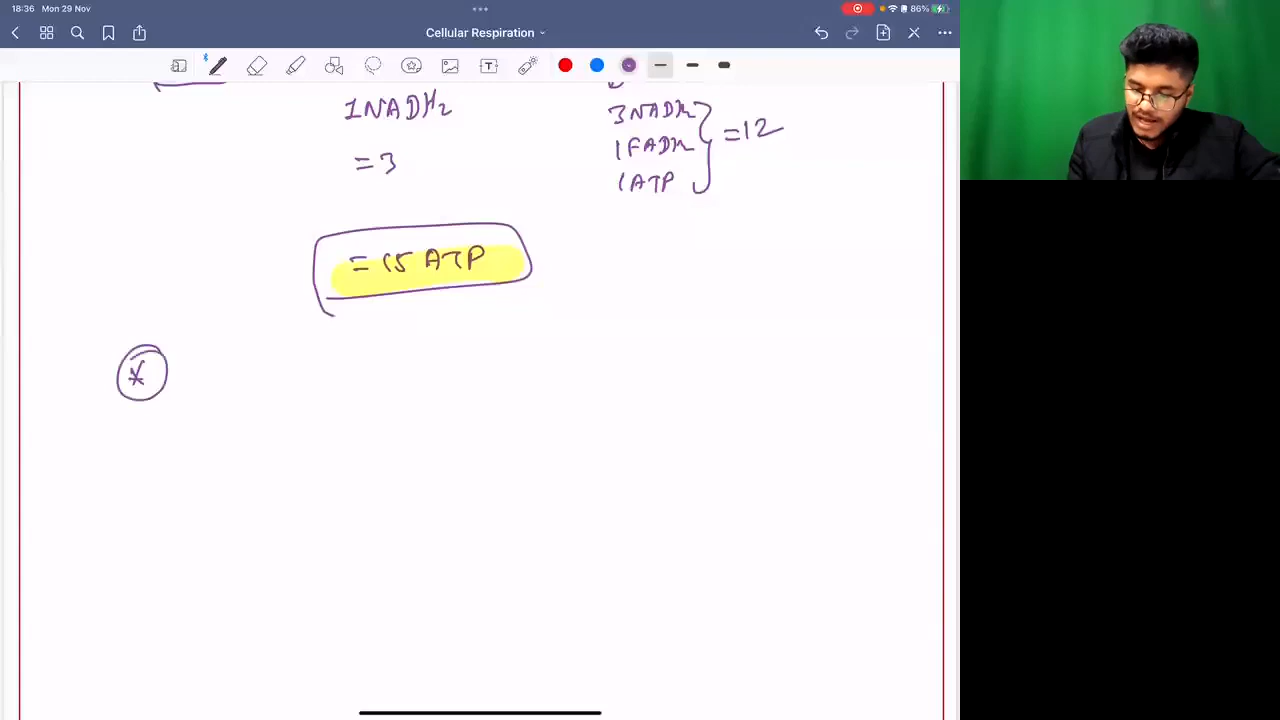 18:36 Mon 29 Nov
86%
Cellular Respiration
1NADH2
= 3
3NADH2
1FADH2
1ATP
=12
= 15 ATP
*